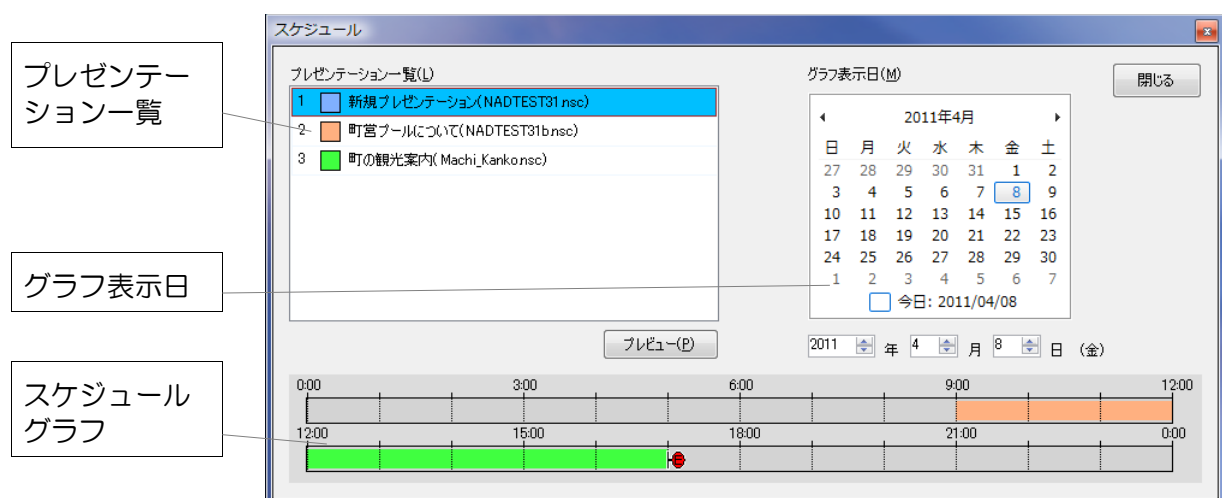 スケジュール
プレゼンテー
ション一覧
グラフ表示日
スケジュール
グラフ
プレゼンテーション一覧(L)
1 新規プレゼンテーション(NADTEST31.nsc)
2 町営プールについて(NADTEST31b.nsc)
3 町の観光案内(Machi_Kanko.nsc)
プレビュー(P)
グラフ表示日(M)
閉じる
2011年4月
日 月 火 水 木 金 土
27 28 29 30 31 1 2
3 4 5 6 7 8 9
10 11 12 13 14 15 16
17 18 19 20 21 22 23
24 25 26 27 28 29 30
1 2 3 4 5 6 7
今日: 2011/04/08
2011 年 4 月 8 日 (金)
0:00 3:00 6:00 9:00 12:00
12:00 15:00 18:00 21:00 0:00